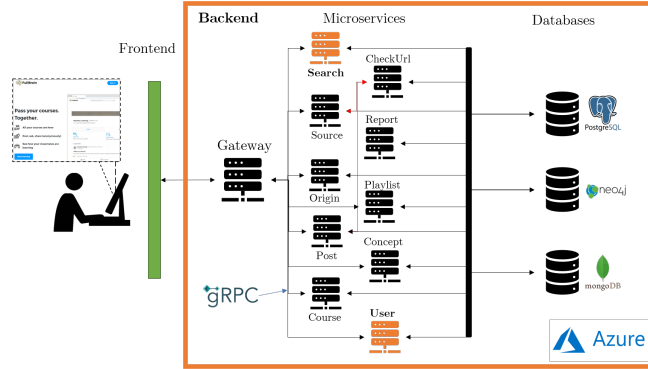 Backend
Microservices
Databases
Frontend
Search
CheckUrl
Source
Report
Gateway
Origin
Playlist
Post
Concept
gRPC
Course
User
PostgreSQL
neo4j
mongoDB
Azure
Pass your courses.
Together.